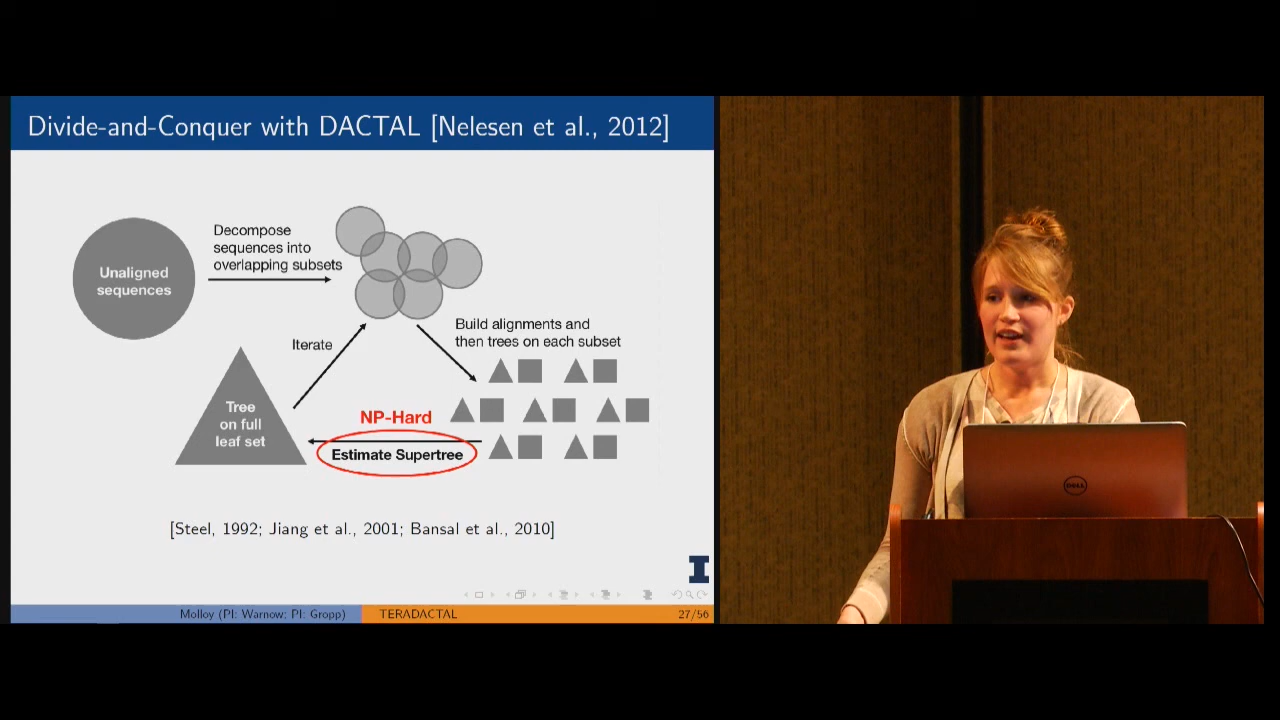 Divide-and-Conquer with DACTAL [Nelesen et al., 2012]
Unaligned
sequences
Decompose
sequences into
overlapping subsets
Build alignments and
then trees on each subset
Iterate
Tree
on full
leaf set
NP-Hard
Estimate Supertree
[Steel, 1992; Jiang et al., 2001; Bansal et al., 2010]
I
Molloy (PI: Warnow; PI: Gropp)
TERADACTAL
27/56
DELL